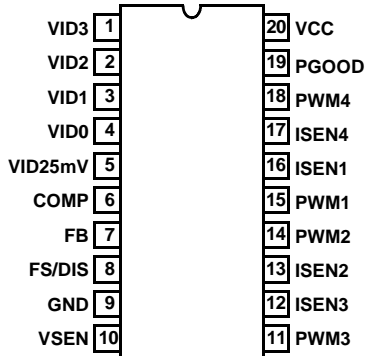 VID3 1 20 VCC
VID2 2 19 PGOOD
VID1 3 18 PWM4
VID0 4 17 ISEN4
VID25mV 5 16 ISEN1
COMP 6 15 PWM1
FB 7 14 PWM2
FS/DIS 8 13 ISEN2
GND 9 12 ISEN3
VSEN 10 11 PWM3